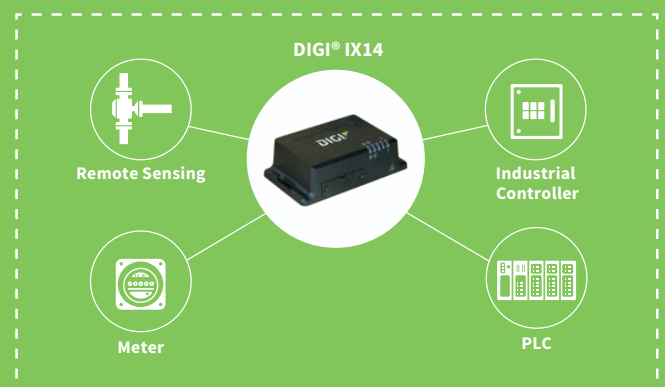 DIGI® IX14
DIGI
Remote Sensing
Industrial
Controller
Meter
PLC